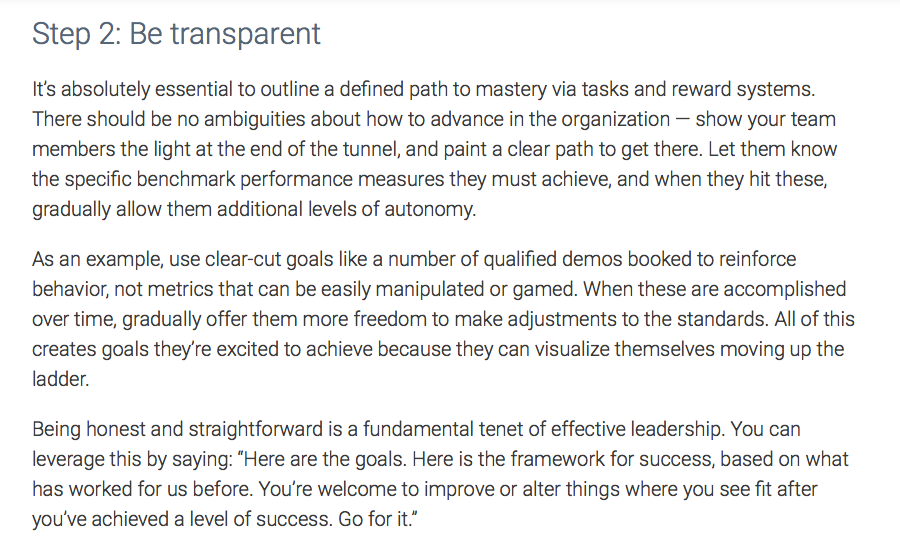 Step 2: Be transparent
It's absolutely essential to outline a defined path to mastery via tasks and reward systems.
There should be no ambiguities about how to advance in the organization — show your team
members the light at the end of the tunnel, and paint a clear path to get there. Let them know
the specific benchmark performance measures they must achieve, and when they hit these,
gradually allow them additional levels of autonomy.
As an example, use clear-cut goals like a number of qualified demos booked to reinforce
behavior, not metrics that can be easily manipulated or gamed. When these are accomplished
over time, gradually offer them more freedom to make adjustments to the standards. All of this
creates goals they're excited to achieve because they can visualize themselves moving up the
ladder.
Being honest and straightforward is a fundamental tenet of effective leadership. You can
leverage this by saying: "Here are the goals. Here is the framework for success, based on what
has worked for us before. You're welcome to improve or alter things where you see fit after
you've achieved a level of success. Go for it."